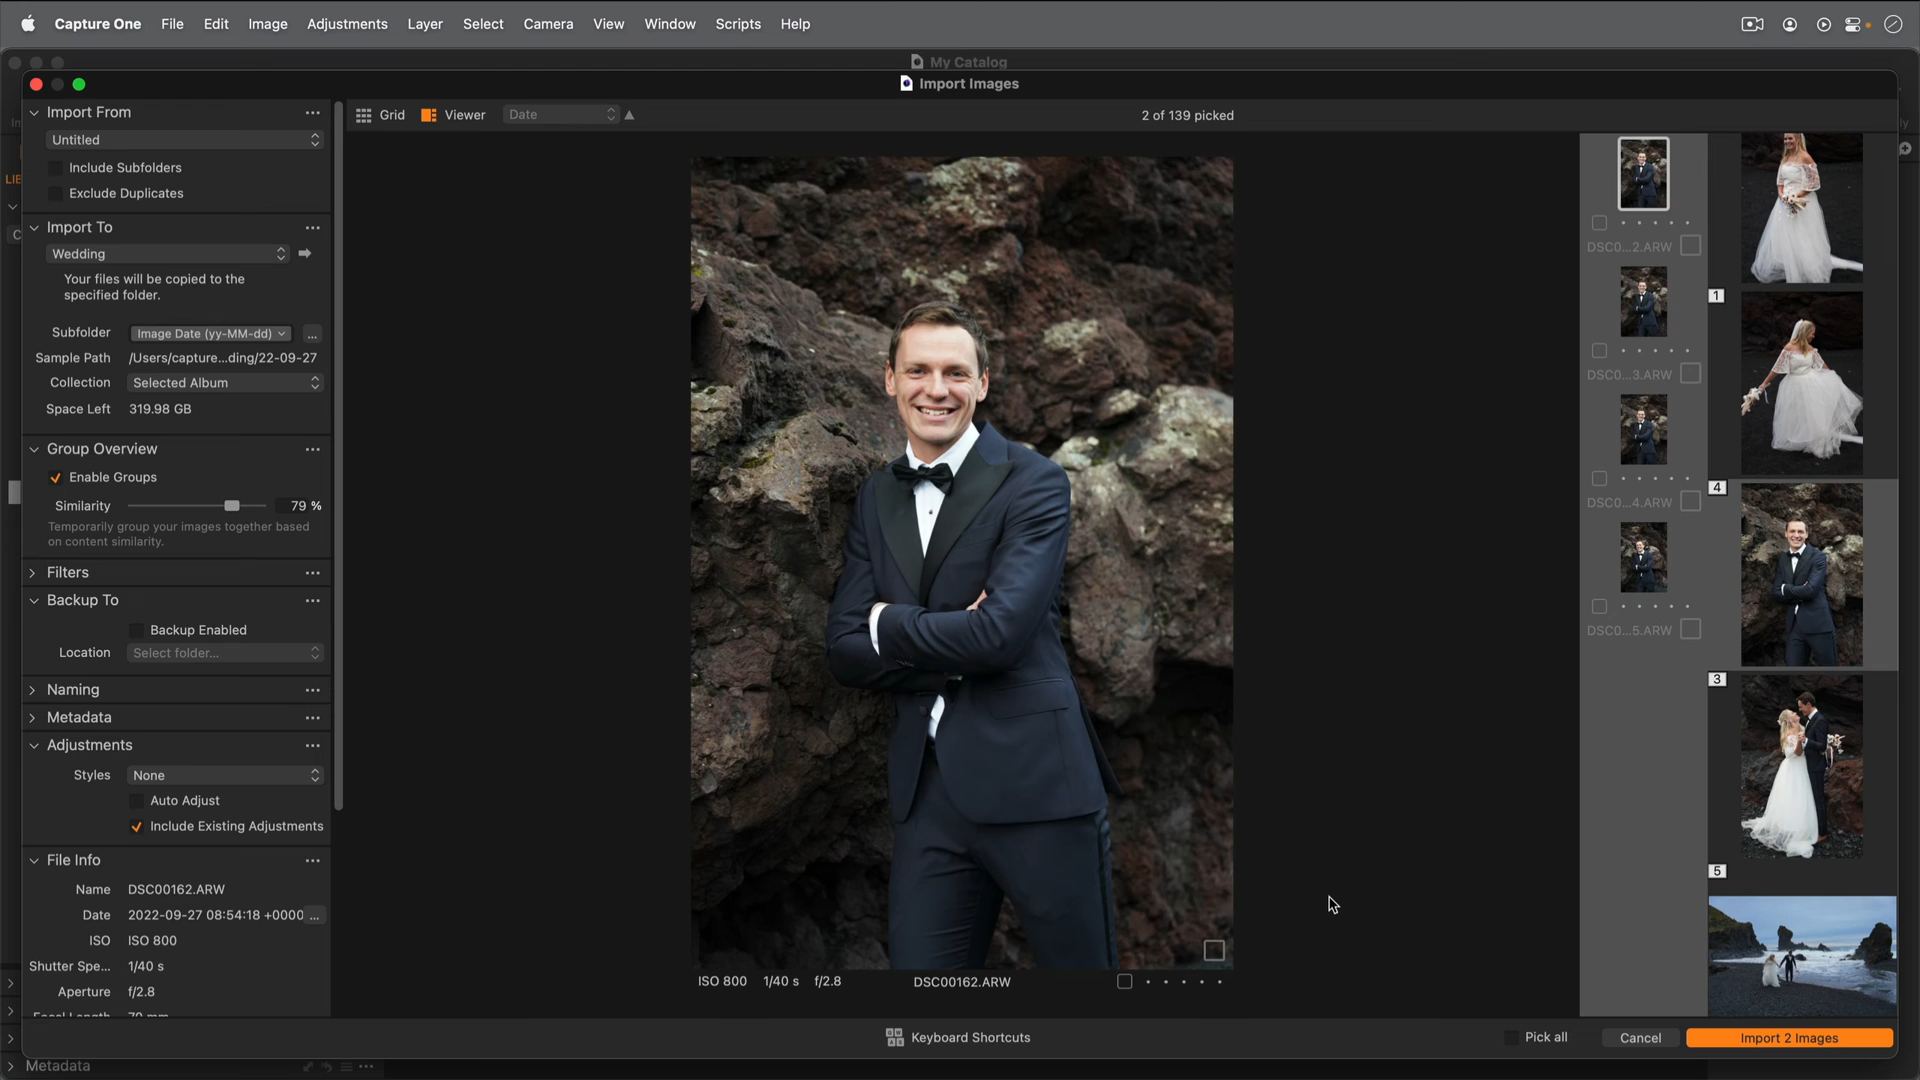 Capture One File Edit Image Adjustments Layer Select Camera View Window Scripts Help
My Catalog
Import Images
Import From
Untitled
Include Subfolders
Exclude Duplicates
Import To
Wedding
Your files will be copied to the
specified folder.
Subfolder Image Date (yy-MM-dd) ...
Sample Path /Users/capture...ding/22-09-27
Collection Selected Album
Space Left 319.98 GB
Group Overview
Enable Groups
Similarity 79 %
Temporarily group your images together based
on content similarity.
Filters
Backup To
Backup Enabled
Location Select folder...
Naming
Metadata
Adjustments
Styles None
Auto Adjust
Include Existing Adjustments
File Info
Name DSC00162.ARW
Date 2022-09-27 08:54:18 +0000 ...
ISO ISO 800
Shutter Spe... 1/40 s
Aperture f/2.8
Grid Viewer Date
2 of 139 picked
ISO 800 1/40 s f/2.8 DSC00162.ARW
DSC0...2.ARW
DSC0...3.ARW
DSC0...4.ARW
DSC0...5.ARW
1
4
3
5
Keyboard Shortcuts
Pick all Cancel Import 2 Images
Metadata